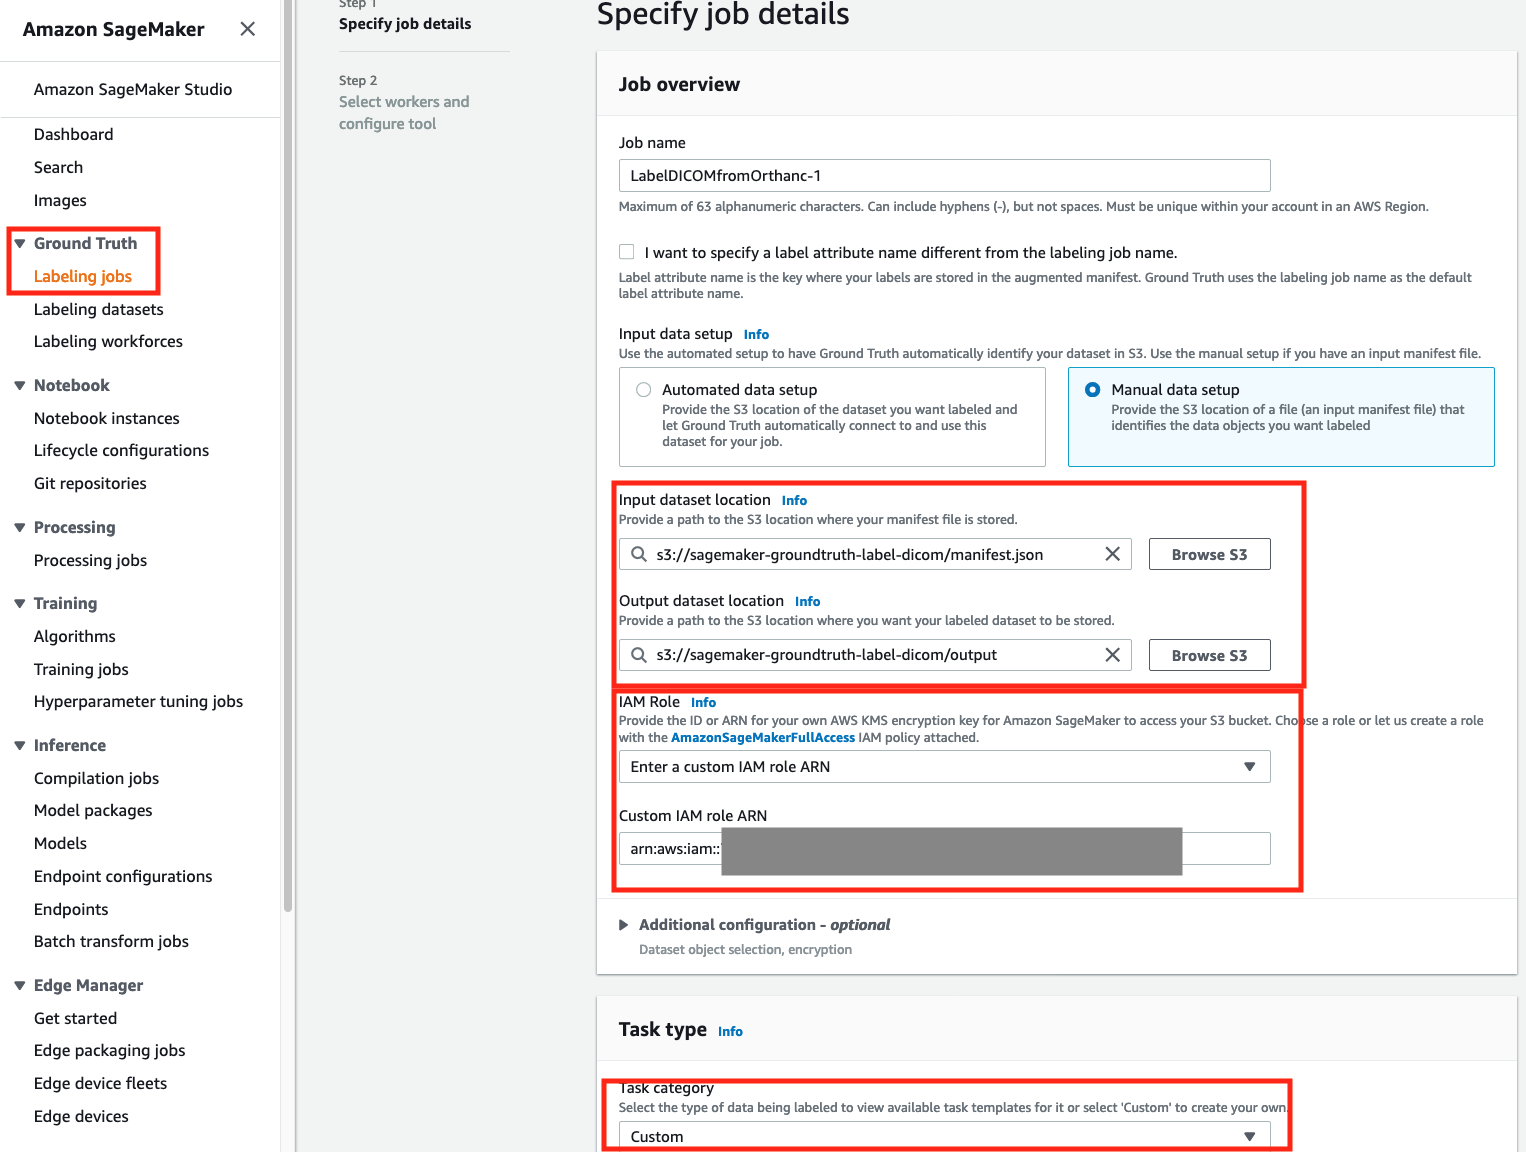 Amazon SageMaker
Amazon SageMaker Studio
Dashboard
Search
Images
Ground Truth
Labeling jobs
Labeling datasets
Labeling workforces
Notebook
Notebook instances
Lifecycle configurations
Git repositories
Processing
Processing jobs
Training
Algorithms
Training jobs
Hyperparameter tuning jobs
Inference
Compilation jobs
Model packages
Models
Endpoint configurations
Endpoints
Batch transform jobs
Edge Manager
Get started
Edge packaging jobs
Edge device fleets
Edge devices
Step 1
Specify job details
Step 2
Select workers and
configure tool
Specify job details
Job overview
Job name
LabelDICOMfromOrthanc-1
Maximum of 63 alphanumeric characters. Can include hyphens (-), but not spaces. Must be unique within your account in an AWS Region.
I want to specify a label attribute name different from the labeling job name.
Label attribute name is the key where your labels are stored in the augmented manifest. Ground Truth uses the labeling job name as the default
label attribute name.
Input data setup Info
Use the automated setup to have Ground Truth automatically identify your dataset in S3. Use the manual setup if you have an input manifest file.
Automated data setup
Provide the S3 location of the dataset you want labeled and
let Ground Truth automatically connect to and use this
dataset for your job.
Manual data setup
Provide the S3 location of a file (an input manifest file) that
identifies the data objects you want labeled
Input dataset location Info
Provide a path to the S3 location where your manifest file is stored.
s3://sagemaker-groundtruth-label-dicom/manifest.json
Browse S3
Output dataset location Info
Provide a path to the S3 location where you want your labeled dataset to be stored.
s3://sagemaker-groundtruth-label-dicom/output
Browse S3
IAM Role Info
Provide the ID or ARN for your own AWS KMS encryption key for Amazon SageMaker to access your S3 bucket. Choose a role or let us create a role
with the AmazonSageMakerFullAccess IAM policy attached.
Enter a custom IAM role ARN
Custom IAM role ARN
arn:aws:iam::
Additional configuration - optional
Dataset object selection, encryption
Task type Info
Task category
Select the type of data being labeled to view available task templates for it or select 'Custom' to create your own.
Custom